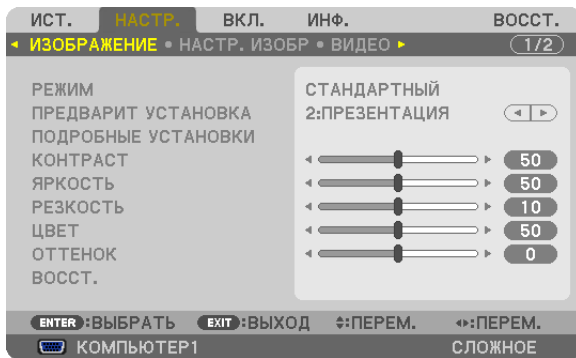 ИСТ. НАСТР. ВКЛ. ИНФ. ВОССТ.
ИЗОБРАЖЕНИЕ • НАСТР. ИЗОБР • ВИДЕО 1/2
РЕЖИМ СТАНДАРТНЫЙ
ПРЕДВАРИТ УСТАНОВКА 2:ПРЕЗЕНТАЦИЯ
ПОДРОБНЫЕ УСТАНОВКИ
КОНТРАСТ 50
ЯРКОСТЬ 50
РЕЗКОСТЬ 10
ЦВЕТ 50
ОТТЕНОК 0
ВОССТ.
ENTER :ВЫБРАТЬ EXIT :ВЫХОД :ПЕРЕМ. :ПЕРЕМ.
КОМПЬЮТЕР1 СЛОЖНОЕ